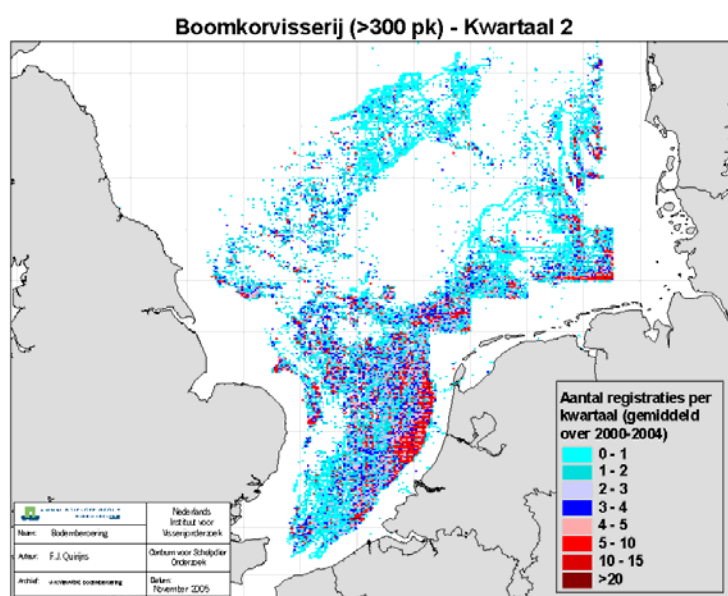 Boomkorvisserij (>300 pk) - Kwartaal 2
Aantal registraties per
kwartaal (gemiddeld
over 2000-2004)
0 - 1
1 - 2
2 - 3
3 - 4
4 - 5
5 - 10
10 - 15
>20
Nederlands
Instituut voor
Visserijonderzoek
Naam: Bodemberoering
Auteur: F.J. Quirijns
Centrum voor Schelpdier
Onderzoek
Archief:
Datum:
November 2005